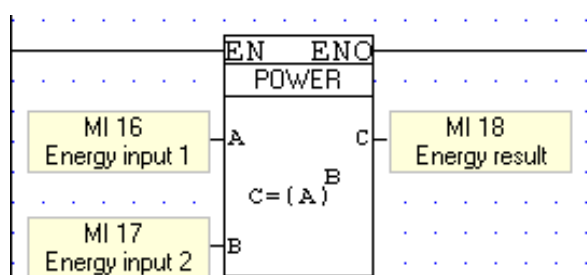 EN ENO
POWER
MI 16
Energy input 1
A
C
MI 18
Energy result
C=(A)
B
MI 17
Energy input 2
B